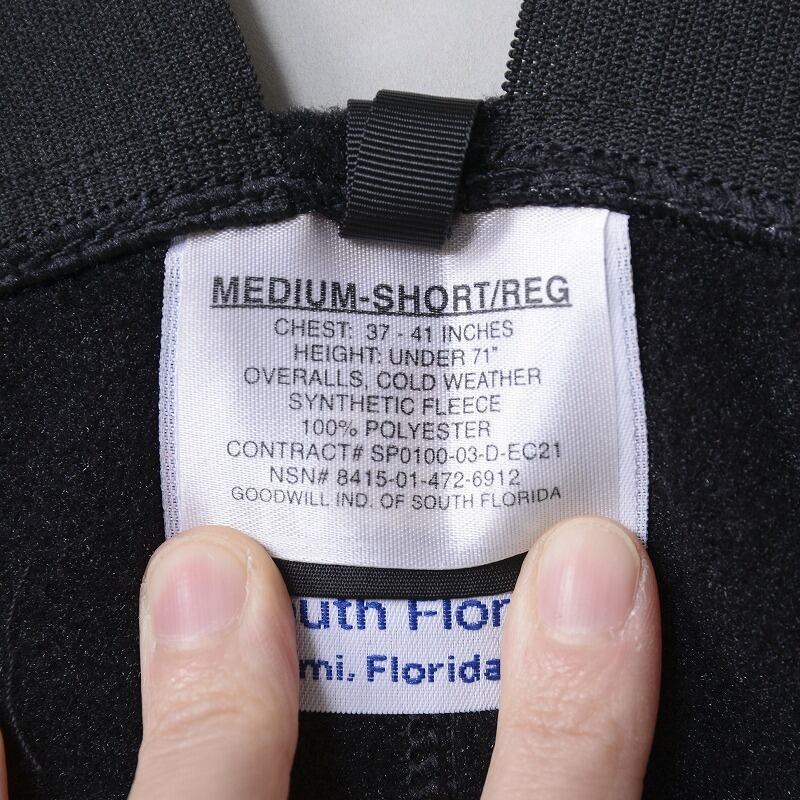 MEDIUM-SHORT/REG
CHEST: 37 - 41 INCHES
HEIGHT: UNDER 71"
OVERALLS, COLD WEATHER
SYNTHETIC FLEECE
100% POLYESTER
CONTRACT# SP0100-03-D-EC21
NSN# 8415-01-472-6912
GOODWILL IND. OF SOUTH FLORIDA
outh Flor
mi, Florida